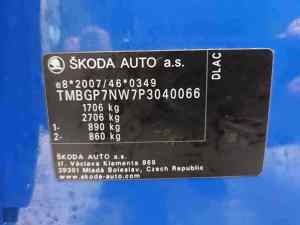 ŠKODA AUTO a.s.
e8*2007/46*0349
TMBGP7NW7P3040066
1706 kg
2706 kg
1- 890 kg
2- 860 kg
DLAC
ŠKODA AUTO a.s.
tř. Václava Klementa 869
29301 Mladá Boleslav, Czech Republic
www.skoda-auto.com